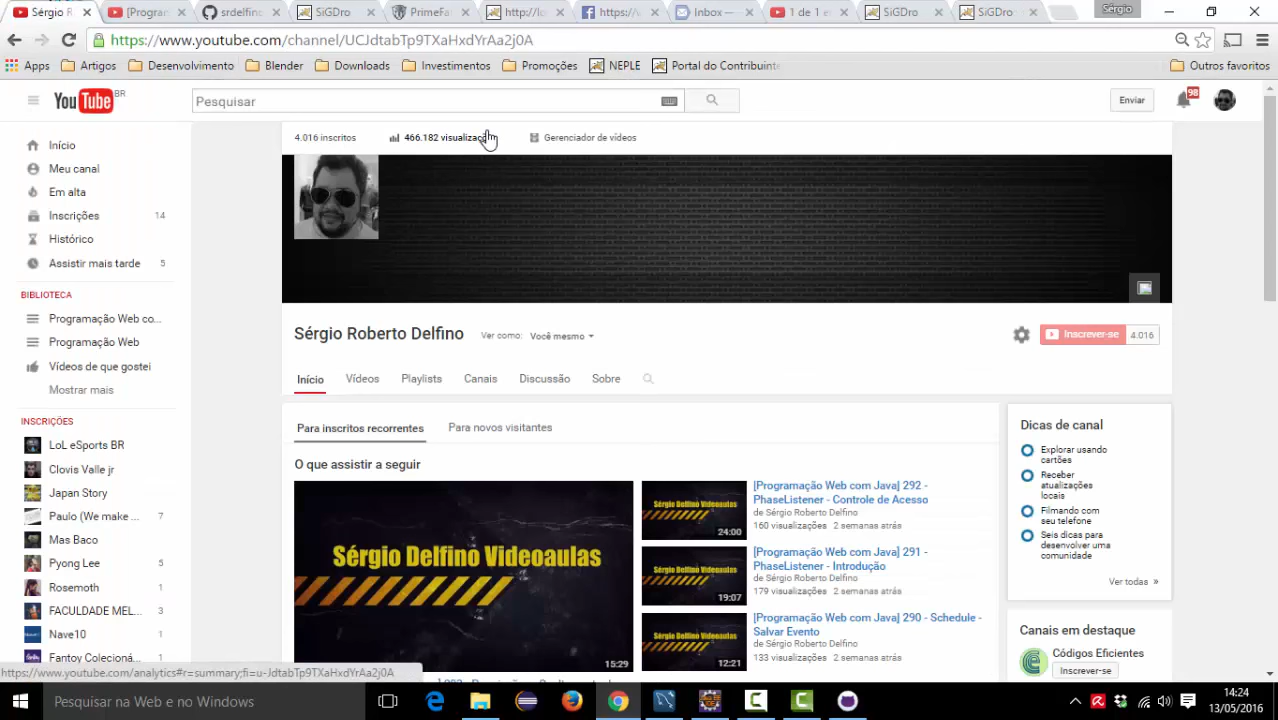 Sérgio R
[Program
srdelfino
SiGDro
PrimeFa
http://lo
https://
Inbox —
1 de 1 e
SiGDro
SiGDro
Sérgio
https://www.youtube.com/channel/UCJdtabTp9TXaHxdYrAa2j0A
Apps
Artigos
Desenvolvimento
Blender
Downloads
Investimentos
Promoções
NEPLE
Portal do Contribuinte
Outros favoritos
YouTube BR
Pesquisar
Enviar
98
4.016 inscritos
Gerenciador de vídeos
Início
Meu canal
Em alta
Inscrições 14
Histórico
Assistir mais tarde 5
BIBLIOTECA
Programação Web co...
Programação Web
Vídeos de que gostei
Mostrar mais
INSCRIÇÕES
LoL eSports BR
Clovis Valle jr
Japan Story
Paulo (We make ... 7
Mas Baco
Pyong Lee 5
Rosemoth 1
FACULDADE MEL... 3
Nave10 1
Fantoy Colecioná... 1
Sérgio Roberto Delfino
Ver como: Você mesmo
Inscrever-se 4.016
Início
Vídeos
Playlists
Canais
Discussão
Sobre
Para inscritos recorrentes
Para novos visitantes
O que assistir a seguir
Sérgio Delfino Videoaulas
15:29
Sérgio Delfino Videoaulas
24:00
[Programação Web com Java] 292 -
PhaseListener - Controle de Acesso
de Sérgio Roberto Delfino
160 visualizações 2 semanas atrás
Sérgio Delfino Videoaulas
19:07
[Programação Web com Java] 291 -
PhaseListener - Introdução
de Sérgio Roberto Delfino
179 visualizações 2 semanas atrás
Sérgio Delfino Videoaulas
12:21
[Programação Web com Java] 290 - Schedule -
Salvar Evento
de Sérgio Roberto Delfino
133 visualizações 2 semanas atrás
Dicas de canal
Explorar usando
cartões
Receber
atualizações
locais
Filmando com
seu telefone
Seis dicas para
desenvolver uma
comunidade
Ver todas »
Canais em destaque
Códigos Eficientes
Inscrever-se
https://www.youtube.com/analytics#r=summary;fi=u-JdtabTp9TXaHxdYrAa2j0A
Pesquisar na Web e no Windows
14:24
13/05/2016